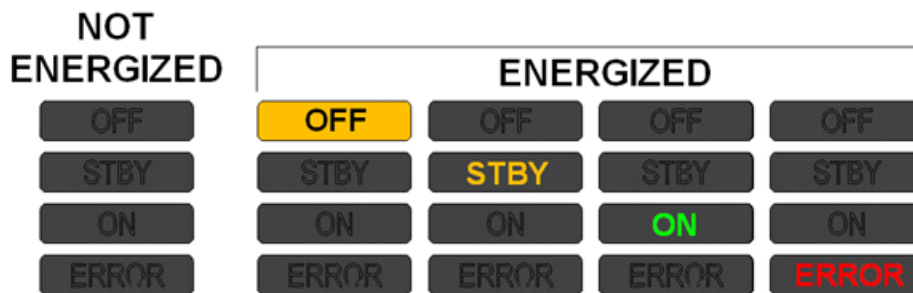 NOT
ENERGIZED
ENERGIZED
OFF OFF OFF OFF OFF
STBY STBY STBY STBY STBY
ON ON ON ON ON
ERROR ERROR ERROR ERROR ERROR